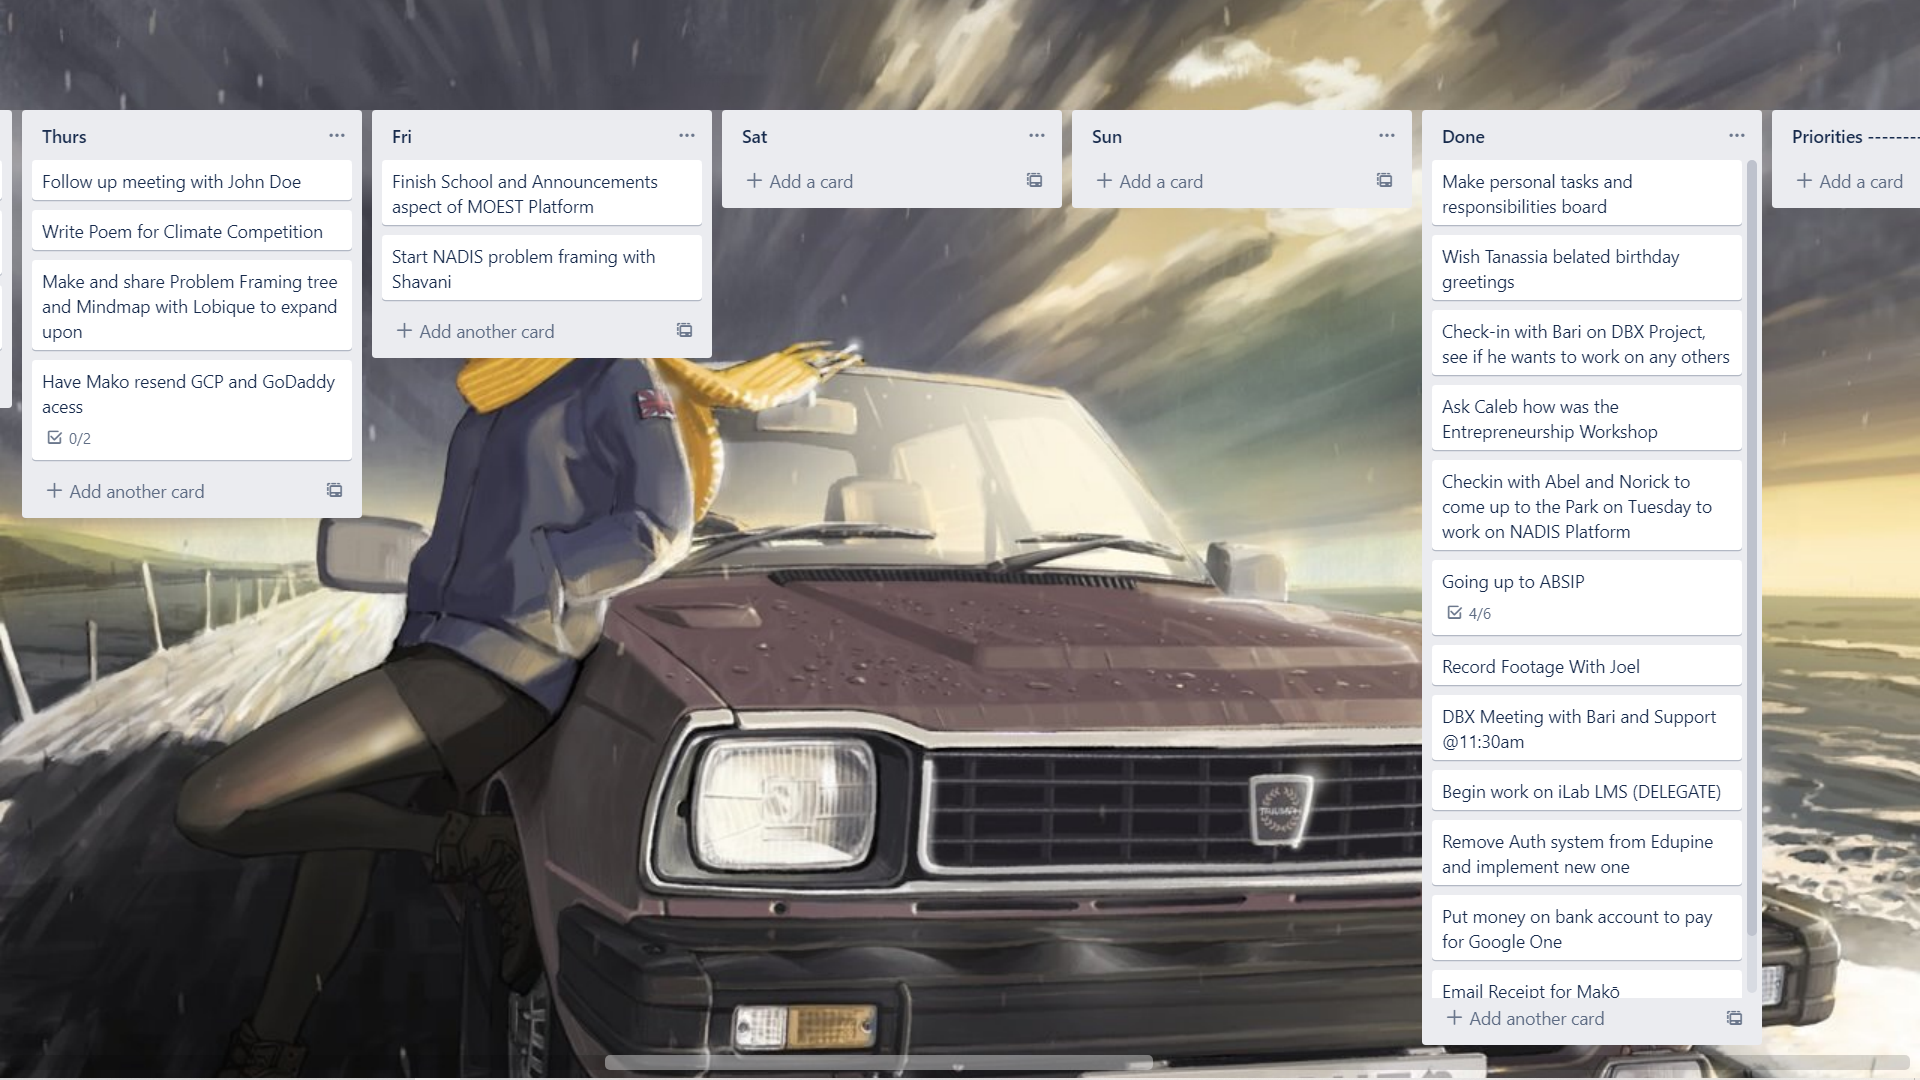 Thurs
Follow up meeting with John Doe
Write Poem for Climate Competition
Make and share Problem Framing tree
and Mindmap with Lobique to expand
upon
Have Mako resend GCP and GoDaddy
acess
0/2
+ Add another card
Fri
Finish School and Announcements
aspect of MOEST Platform
Start NADIS problem framing with
Shavani
+ Add another card
Sat
+ Add a card
Sun
+ Add a card
Done
Make personal tasks and
responsibilities board
Wish Tanassia belated birthday
greetings
Check-in with Bari on DBX Project,
see if he wants to work on any others
Ask Caleb how was the
Entrepreneurship Workshop
Checkin with Abel and Norick to
come up to the Park on Tuesday to
work on NADIS Platform
Going up to ABSIP
4/6
Record Footage With Joel
DBX Meeting with Bari and Support
@11:30am
Begin work on iLab LMS (DELEGATE)
Remove Auth system from Edupine
and implement new one
Put money on bank account to pay
for Google One
Email Receipt for Makō
+ Add another card
Priorities --------
+ Add a card
TRIUMPH